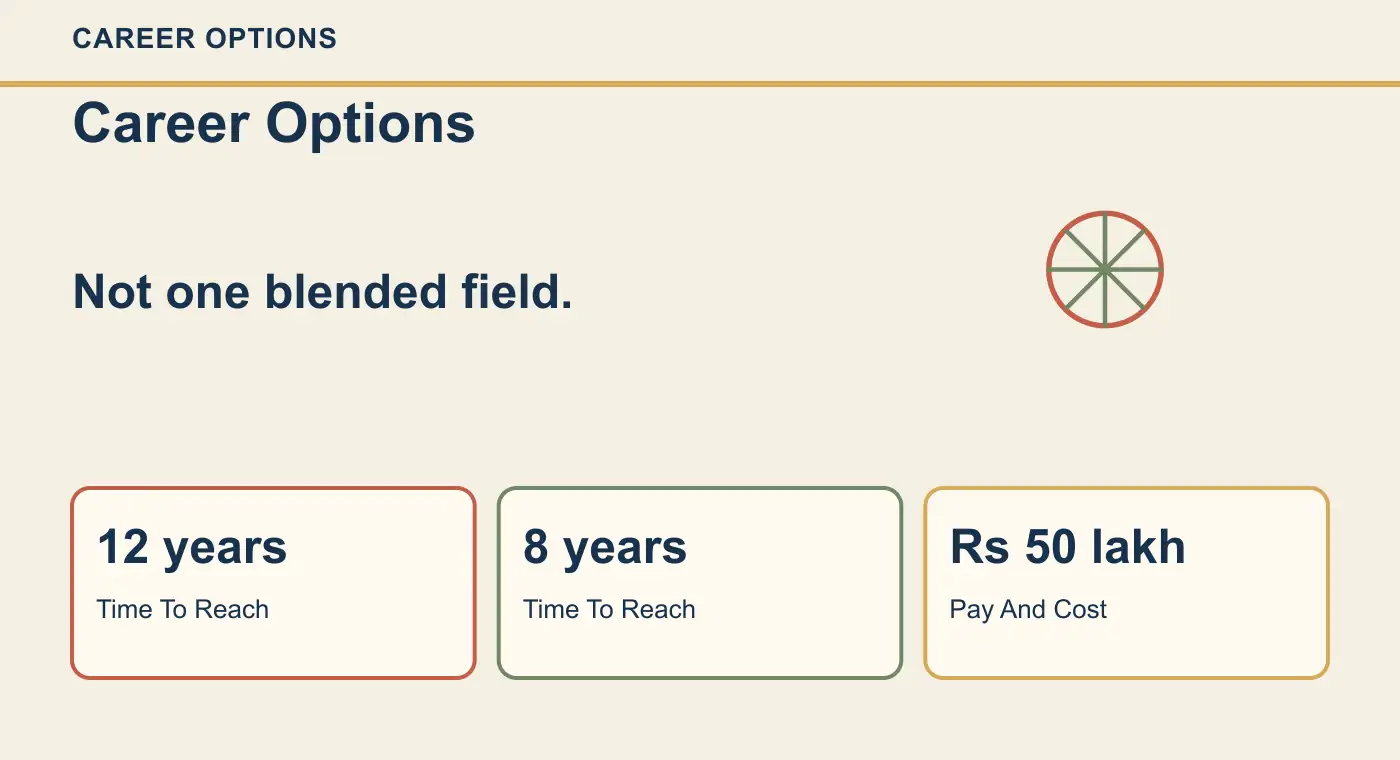 CAREER OPTIONS
Career Options
Not one blended field.
12 years
Time To Reach
8 years
Time To Reach
Rs 50 lakh
Pay And Cost